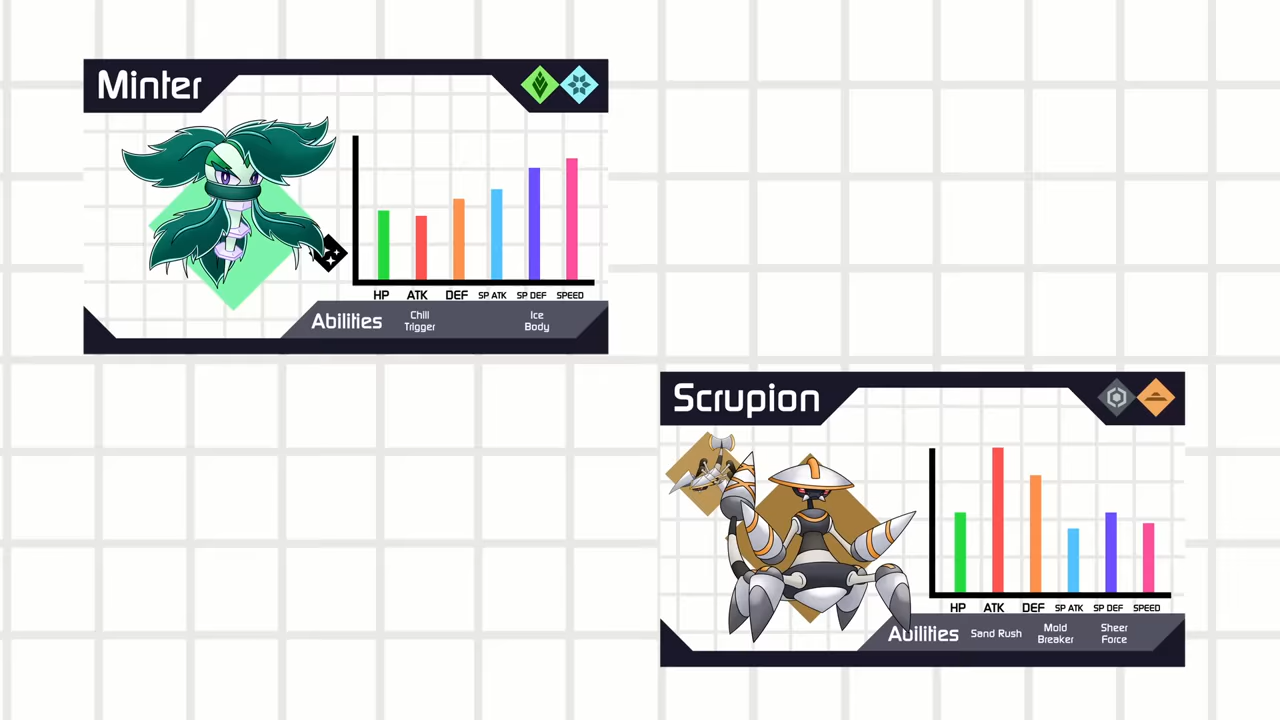 Minter
HP ATK DEF SP ATK SP DEF SPEED
Abilities
Chill
Trigger
Ice
Body
Scrupion
HP ATK DEF SP ATK SP DEF SPEED
Abilities
Sand Rush
Mold
Breaker
Sheer
Force